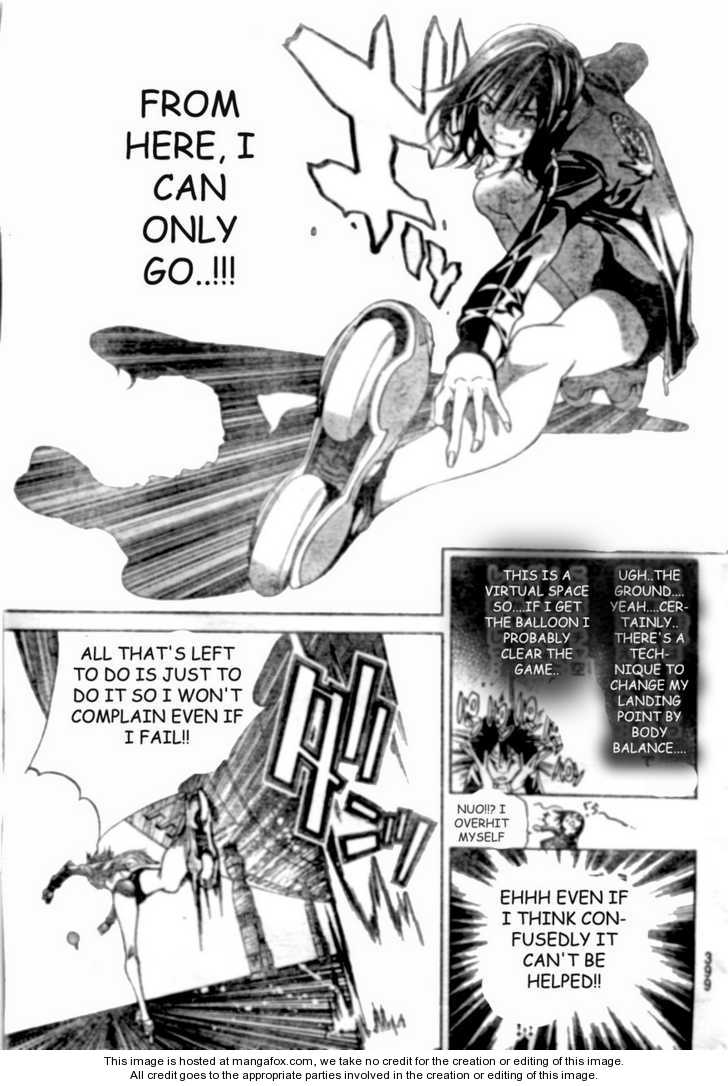 FROM
HERE, I
CAN
ONLY
GO..!!!
UGH..THE
GROUND....
YEAH....CER-
TAINLY..
THERE'S A
TECH-
NIQUE TO
CHANGE MY
LANDING
POINT BY
BODY
BALANCE....
THIS IS A
VIRTUAL SPACE
SO....IF I GET
THE BALLOON I
PROBABLY
CLEAR THE
GAME..
NUO!!? I
OVERHIT
MYSELF
EHHH EVEN IF
I THINK CON-
FUSEDLY IT
CAN'T BE
HELPED!!
ALL THAT'S LEFT
TO DO IS JUST TO
DO IT SO I WON'T
COMPLAIN EVEN IF
I FAIL!!
This image is hosted at mangafox.com, we take no credit for the creation or editing of this image.
All credit goes to the appropriate parties involved in the creation or editing of this image.